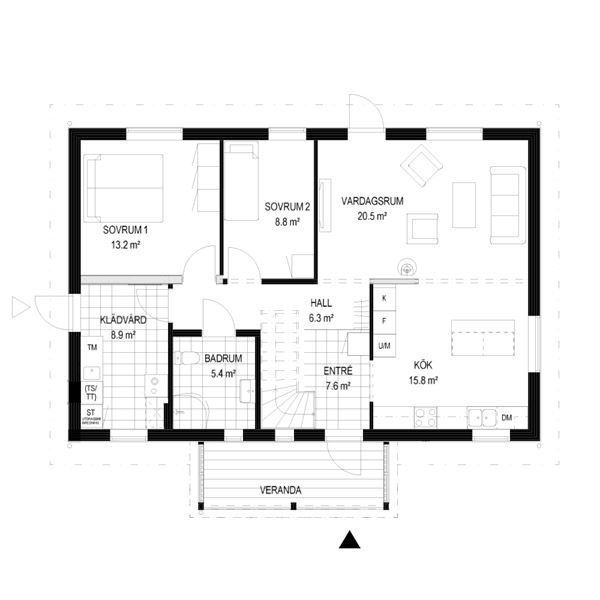 SOVRUM 1
13.2 m²
SOVRUM 2
8.8 m²
VARDAGSRUM
20.5 m²
KLÄDVÅRD
8.9 m²
HALL
6.3 m²
K
F
U/M
TM
BADRUM
5.4 m²
ENTRÉ
7.6 m²
KÖK
15.8 m²
(TS/
TT)
ST
DM
VERANDA